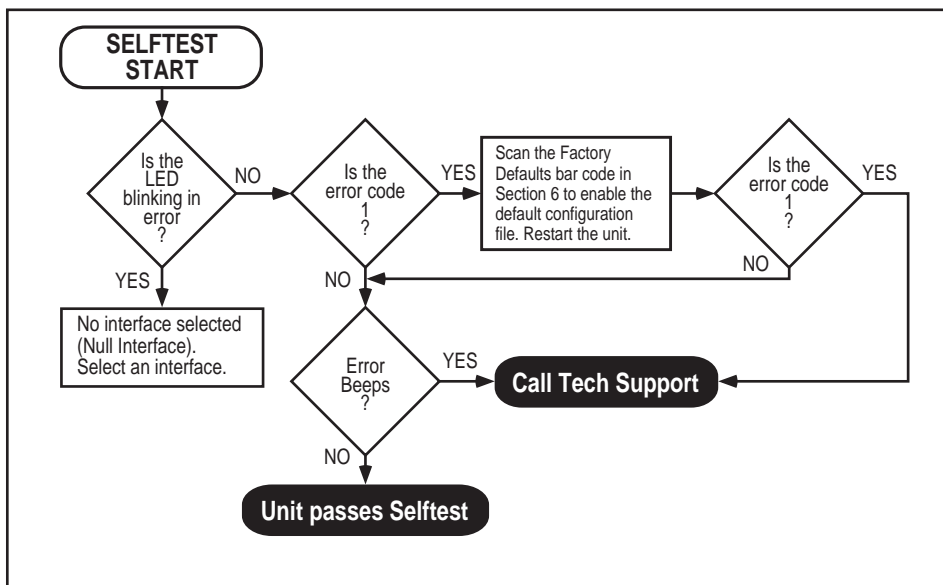 SELFTEST
START
Is the
LED
blinking in
error
?
NO
YES
No interface selected
(Null Interface).
Select an interface.
Is the
error code
1
?
YES
NO
Scan the Factory
Defaults bar code in
Section 6 to enable the
default configuration
file. Restart the unit.
Is the
error code
1
?
YES
NO
Error
Beeps
?
YES
NO
Call Tech Support
Unit passes Selftest